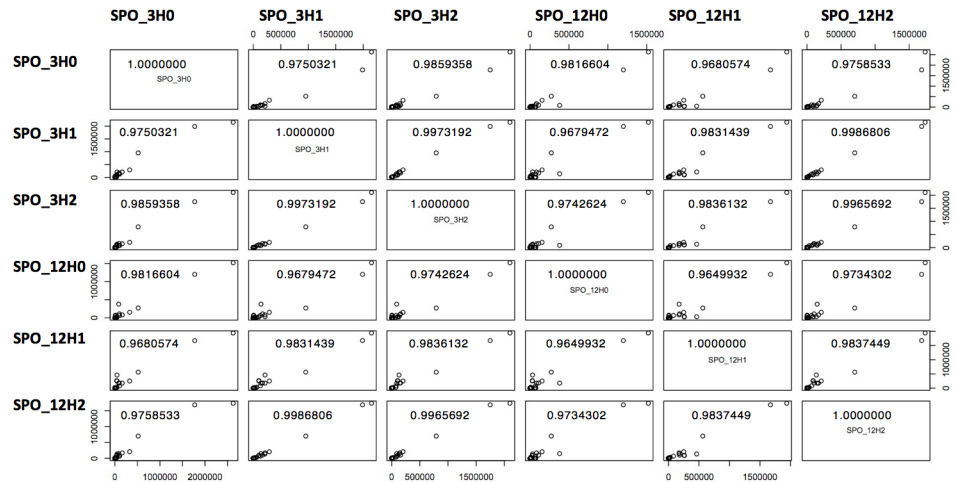 SPO_3H0 SPO_3H1 SPO_3H2 SPO_12H0 SPO_12H1 SPO_12H2
0 500000 1500000 0 500000 1500000 0 500000 1500000
SPO_3H0 1.0000000 0.9750321 0.9859358 0.9816604 0.9680574 0.9758533 0 1500000
SPO_3H0
SPO_3H1 0 1500000 0.9750321 1.0000000 0.9973192 0.9679472 0.9831439 0.9986806
SPO_3H1
SPO_3H2 0.9859358 0.9973192 1.0000000 0.9742624 0.9836132 0.9965692 0 1500000
SPO_3H2
SPO_12H0 0 1000000 0.9816604 0.9679472 0.9742624 1.0000000 0.9649932 0.9734302
SPO_12H0
SPO_12H1 0.9680574 0.9831439 0.9836132 0.9649932 1.0000000 0.9837449 0 1000000
SPO_12H1
SPO_12H2 0 1000000 0.9758533 0.9986806 0.9965692 0.9734302 0.9837449 1.0000000
SPO_12H2
0 1000000 2000000 0 500000 1500000 0 500000 1500000